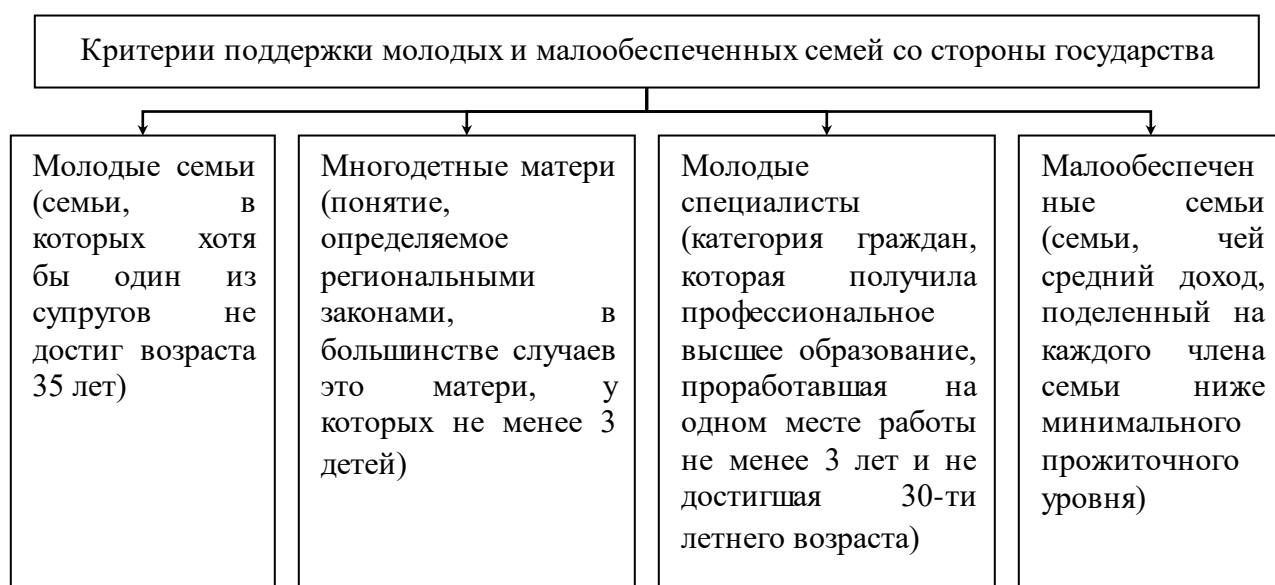 Критерии поддержки молодых и малообеспеченных семей со стороны государства
Молодые семьи
(семьи, в
которых хотя
бы один из
супругов не
достиг возраста
35 лет)
Многодетные матери
(понятие,
определяемое
региональными
законами, в
большинстве случаев
это матери, у
которых не менее 3
детей)
Молодые
специалисты
(категория граждан,
которая получила
профессиональное
высшее образование,
проработавшая на
одном месте работы
не менее 3 лет и не
достигшая 30-ти
летнего возраста)
Малообеспечен
ные семьи
(семьи, чей
средний доход,
поделенный на
каждого члена
семьи ниже
минимального
прожиточного
уровня)